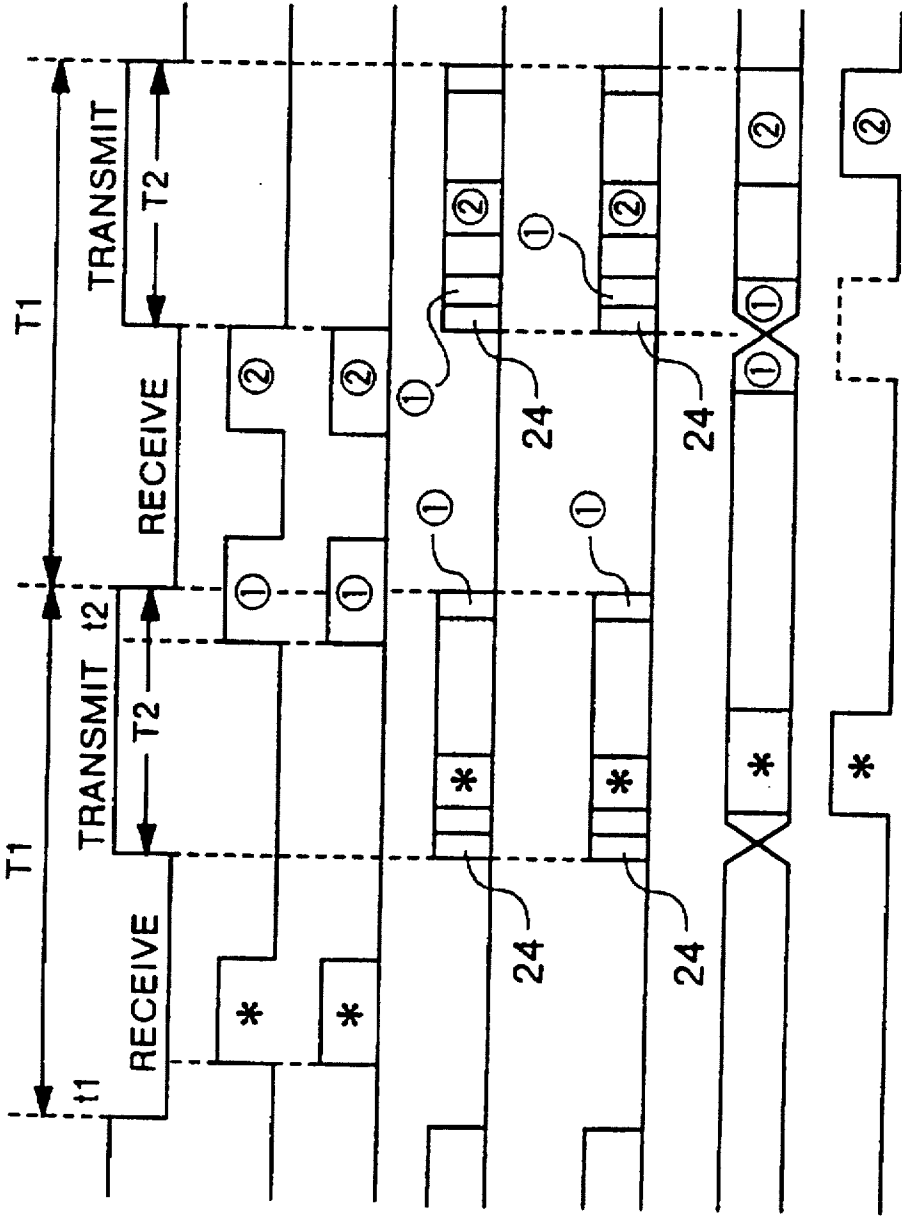 T1 T1
t1 RECEIVE TRANSMIT t2 RECEIVE TRANSMIT
T2 T2
* ① ②
* ① ②
① ① 
* ②
24 24
① ①
* ②
24 24
* ① ① ②
* ②